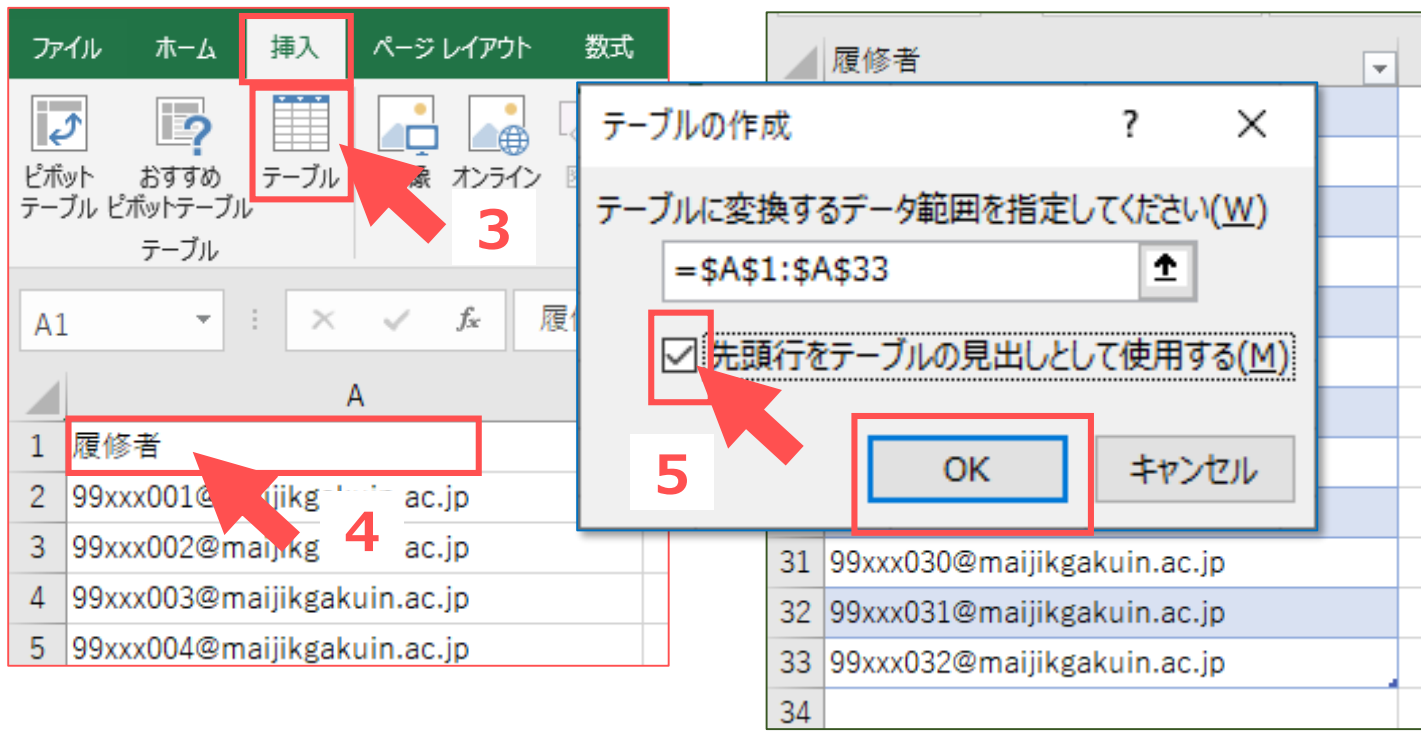 ファイル ホーム 挿入 ページ レイアウト 数式
ピボット
テーブル
おすすめ
ピボットテーブル
テーブル
オンライン
テーブル
3
A1
fx
A
1 履修者
2 99xxx001@
ac.jp
3 99xxx002@
ac.jp
4 99xxx003@maijikgakuin.ac.jp
5 99xxx004@maijikgakuin.ac.jp
4
履修者
テーブルの作成 ? ×
テーブルに変換するデータ範囲を指定してください(W)
=$A$1:$A$33
先頭行をテーブルの見出しとして使用する(M)
5
OK キャンセル
31 99xxx030@maijikgakuin.ac.jp
32 99xxx031@maijikgakuin.ac.jp
33 99xxx032@maijikgakuin.ac.jp
34